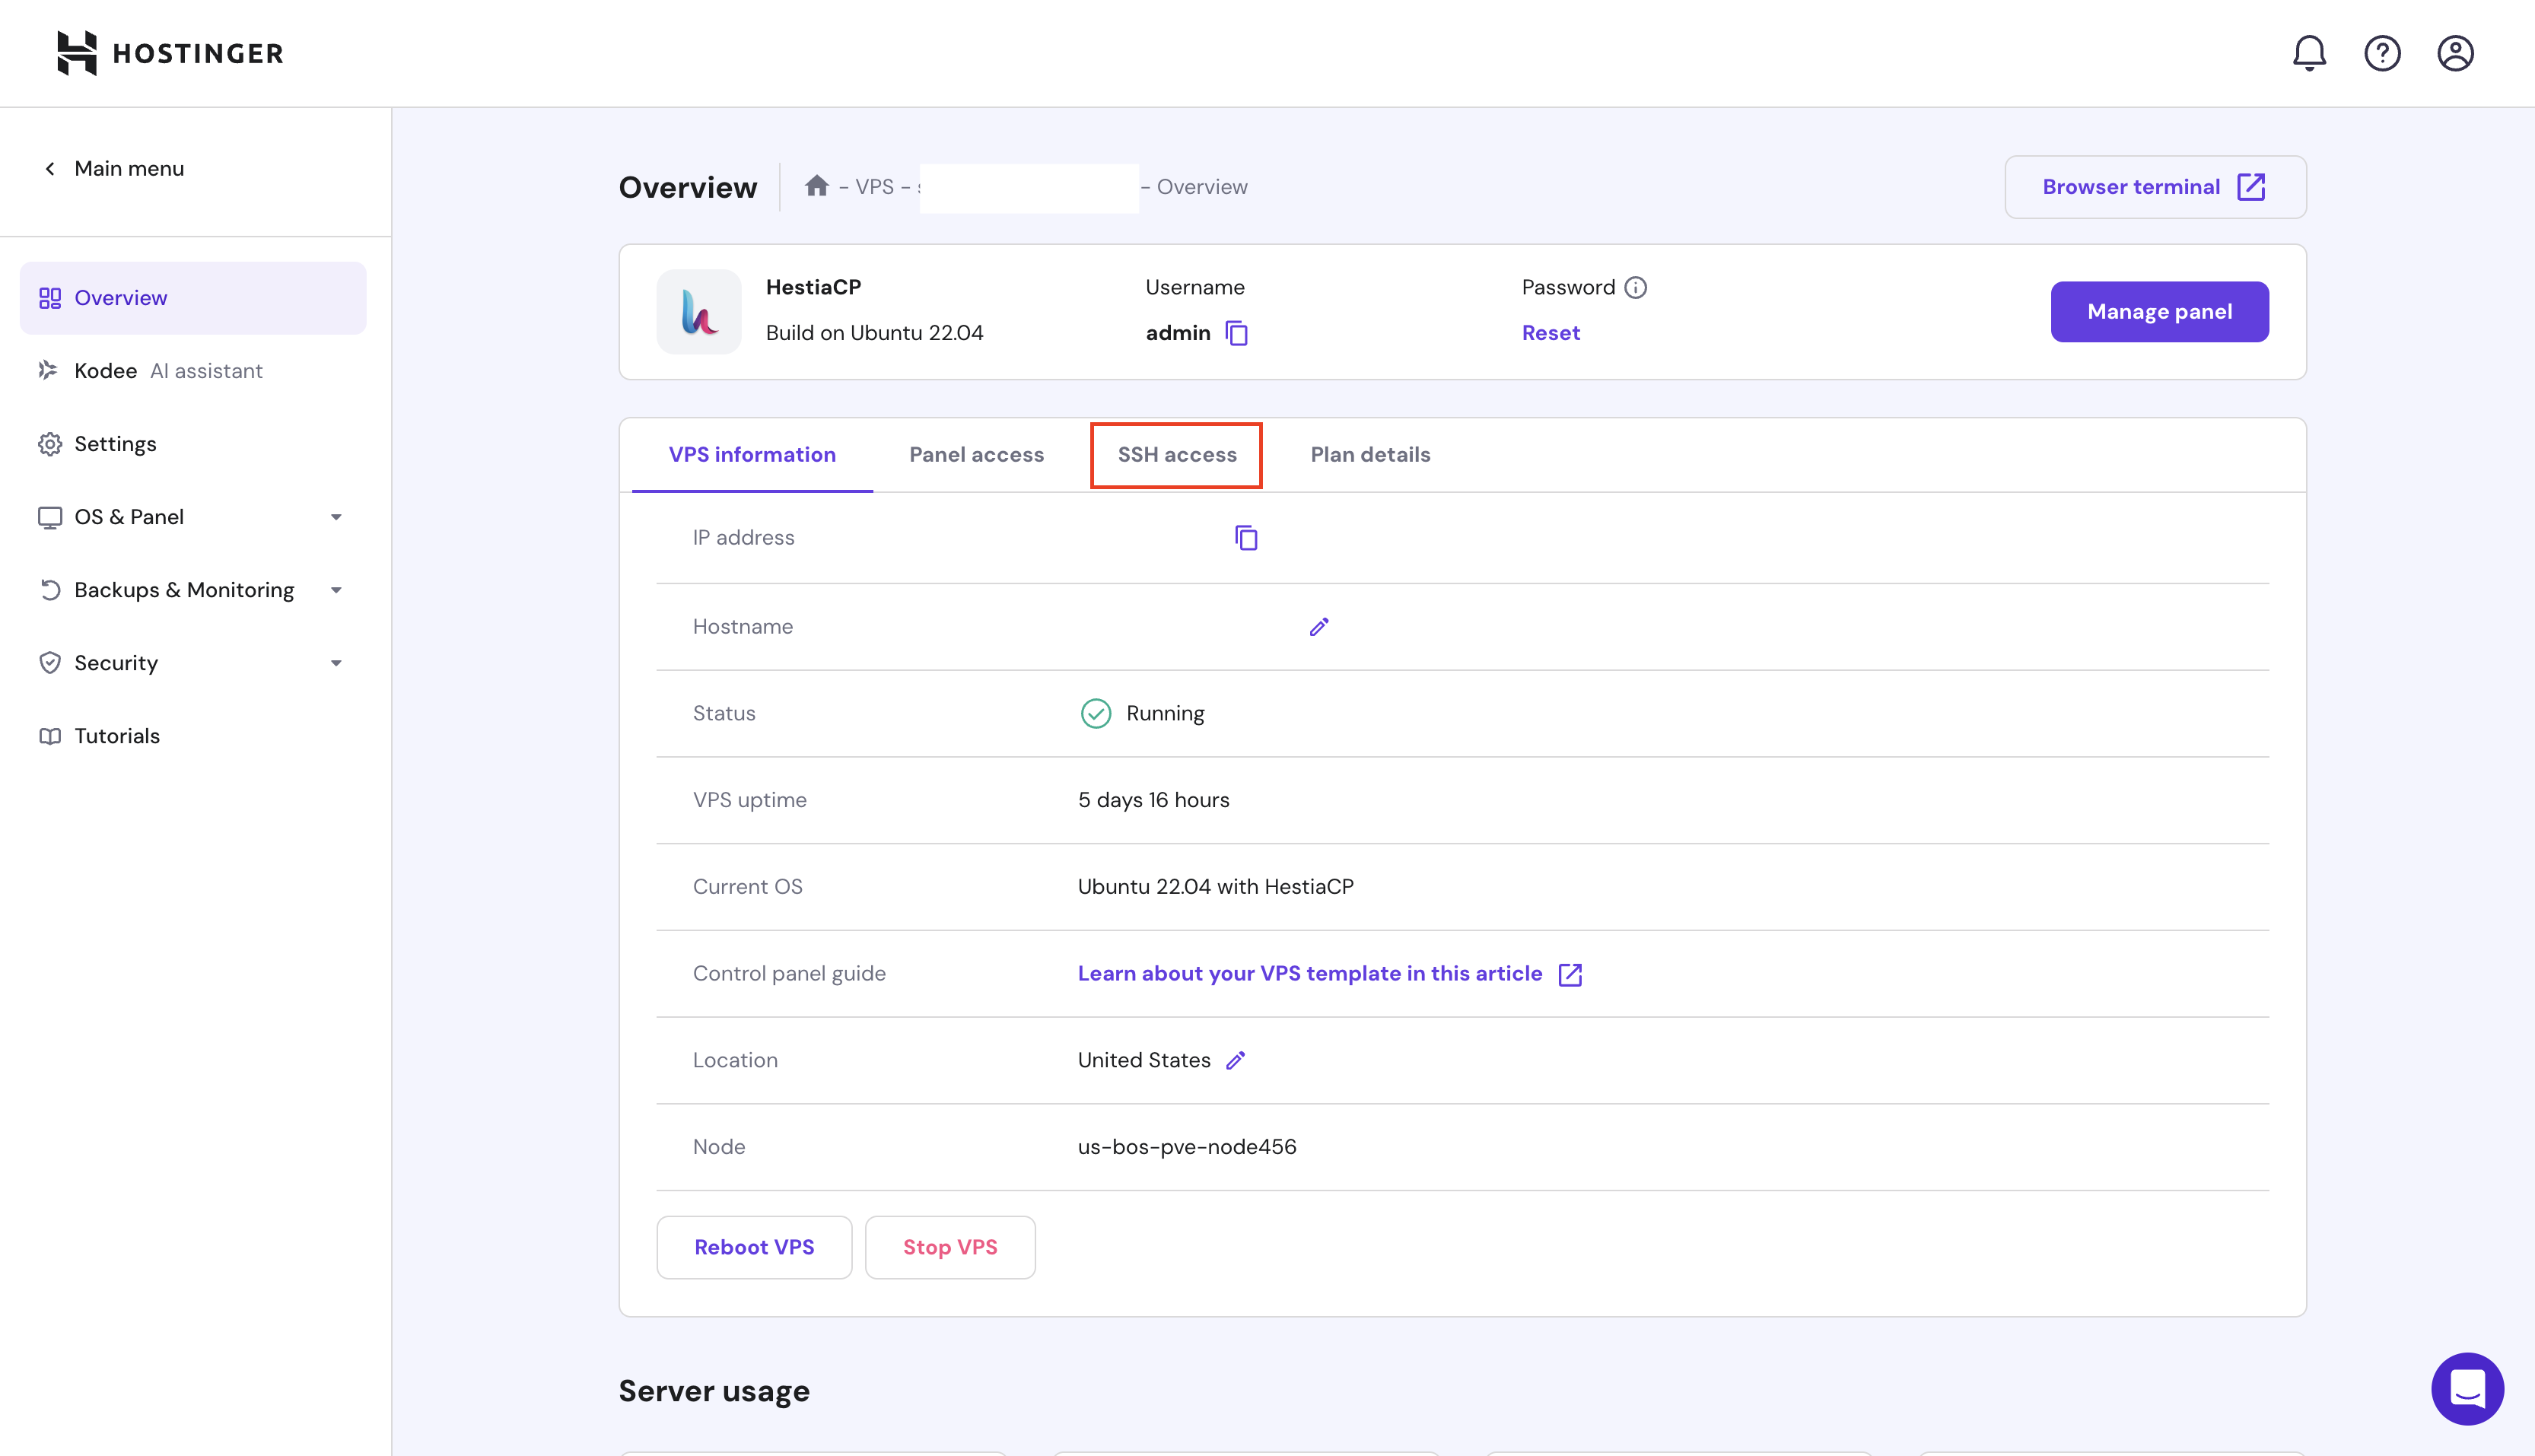 HOSTINGER
Main menu
Overview
Kodee AI assistant
Settings
OS & Panel
Backups & Monitoring
Security
Tutorials
Overview - VPS - - Overview
Browser terminal
HestiaCP
Build on Ubuntu 22.04
Username
admin
Password
Reset
Manage panel
VPS information Panel access SSH access Plan details
IP address
Hostname
Status Running
VPS uptime 5 days 16 hours
Current OS Ubuntu 22.04 with HestiaCP
Control panel guide Learn about your VPS template in this article
Location United States
Node us-bos-pve-node456
Reboot VPS Stop VPS
Server usage